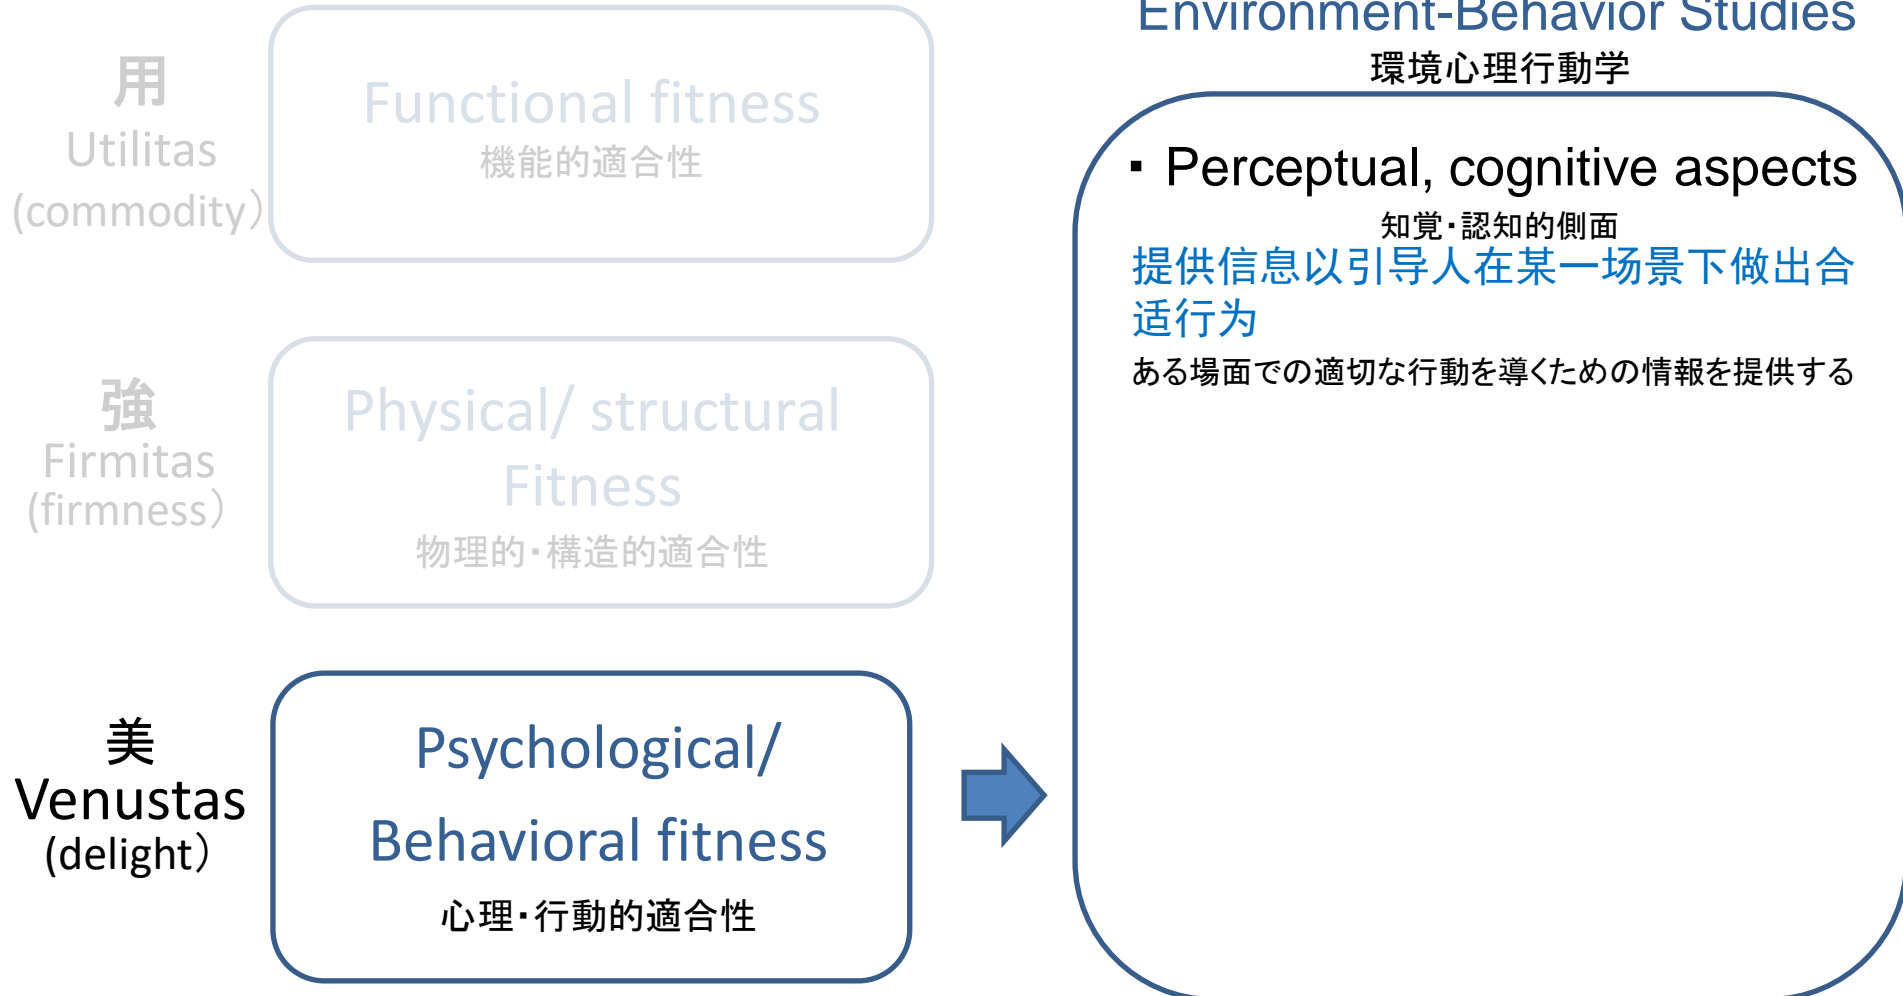 用
Utilitas
(commodity）
Functional fitness
機能的適合性
強
Firmitas
(firmness）
Physical/ structural
Fitness
物理的・構造的適合性
美
Venustas
(delight）
Psychological/
Behavioral fitness
心理・行動的適合性
Environment-Behavior Studies
環境心理行動学
・Perceptual, cognitive aspects
知覚・認知的側面
提供信息以引导人在某一场景下做出合
适行为
ある場面での適切な行動を導くための情報を提供する